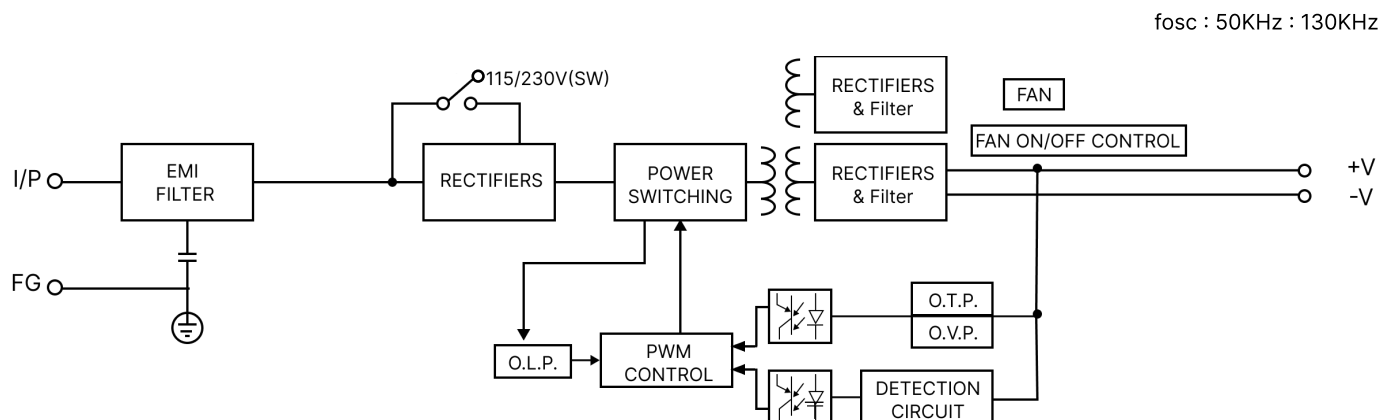 fosc : 50KHz : 130KHz
115/230V(SW)
RECTIFIERS
& Filter
FAN
FAN ON/OFF CONTROL
I/P
EMI
FILTER
RECTIFIERS
POWER
SWITCHING
RECTIFIERS
& Filter
+V
-V
FG
O.T.P.
O.V.P.
O.L.P.
PWM
CONTROL
DETECTION
CIRCUIT